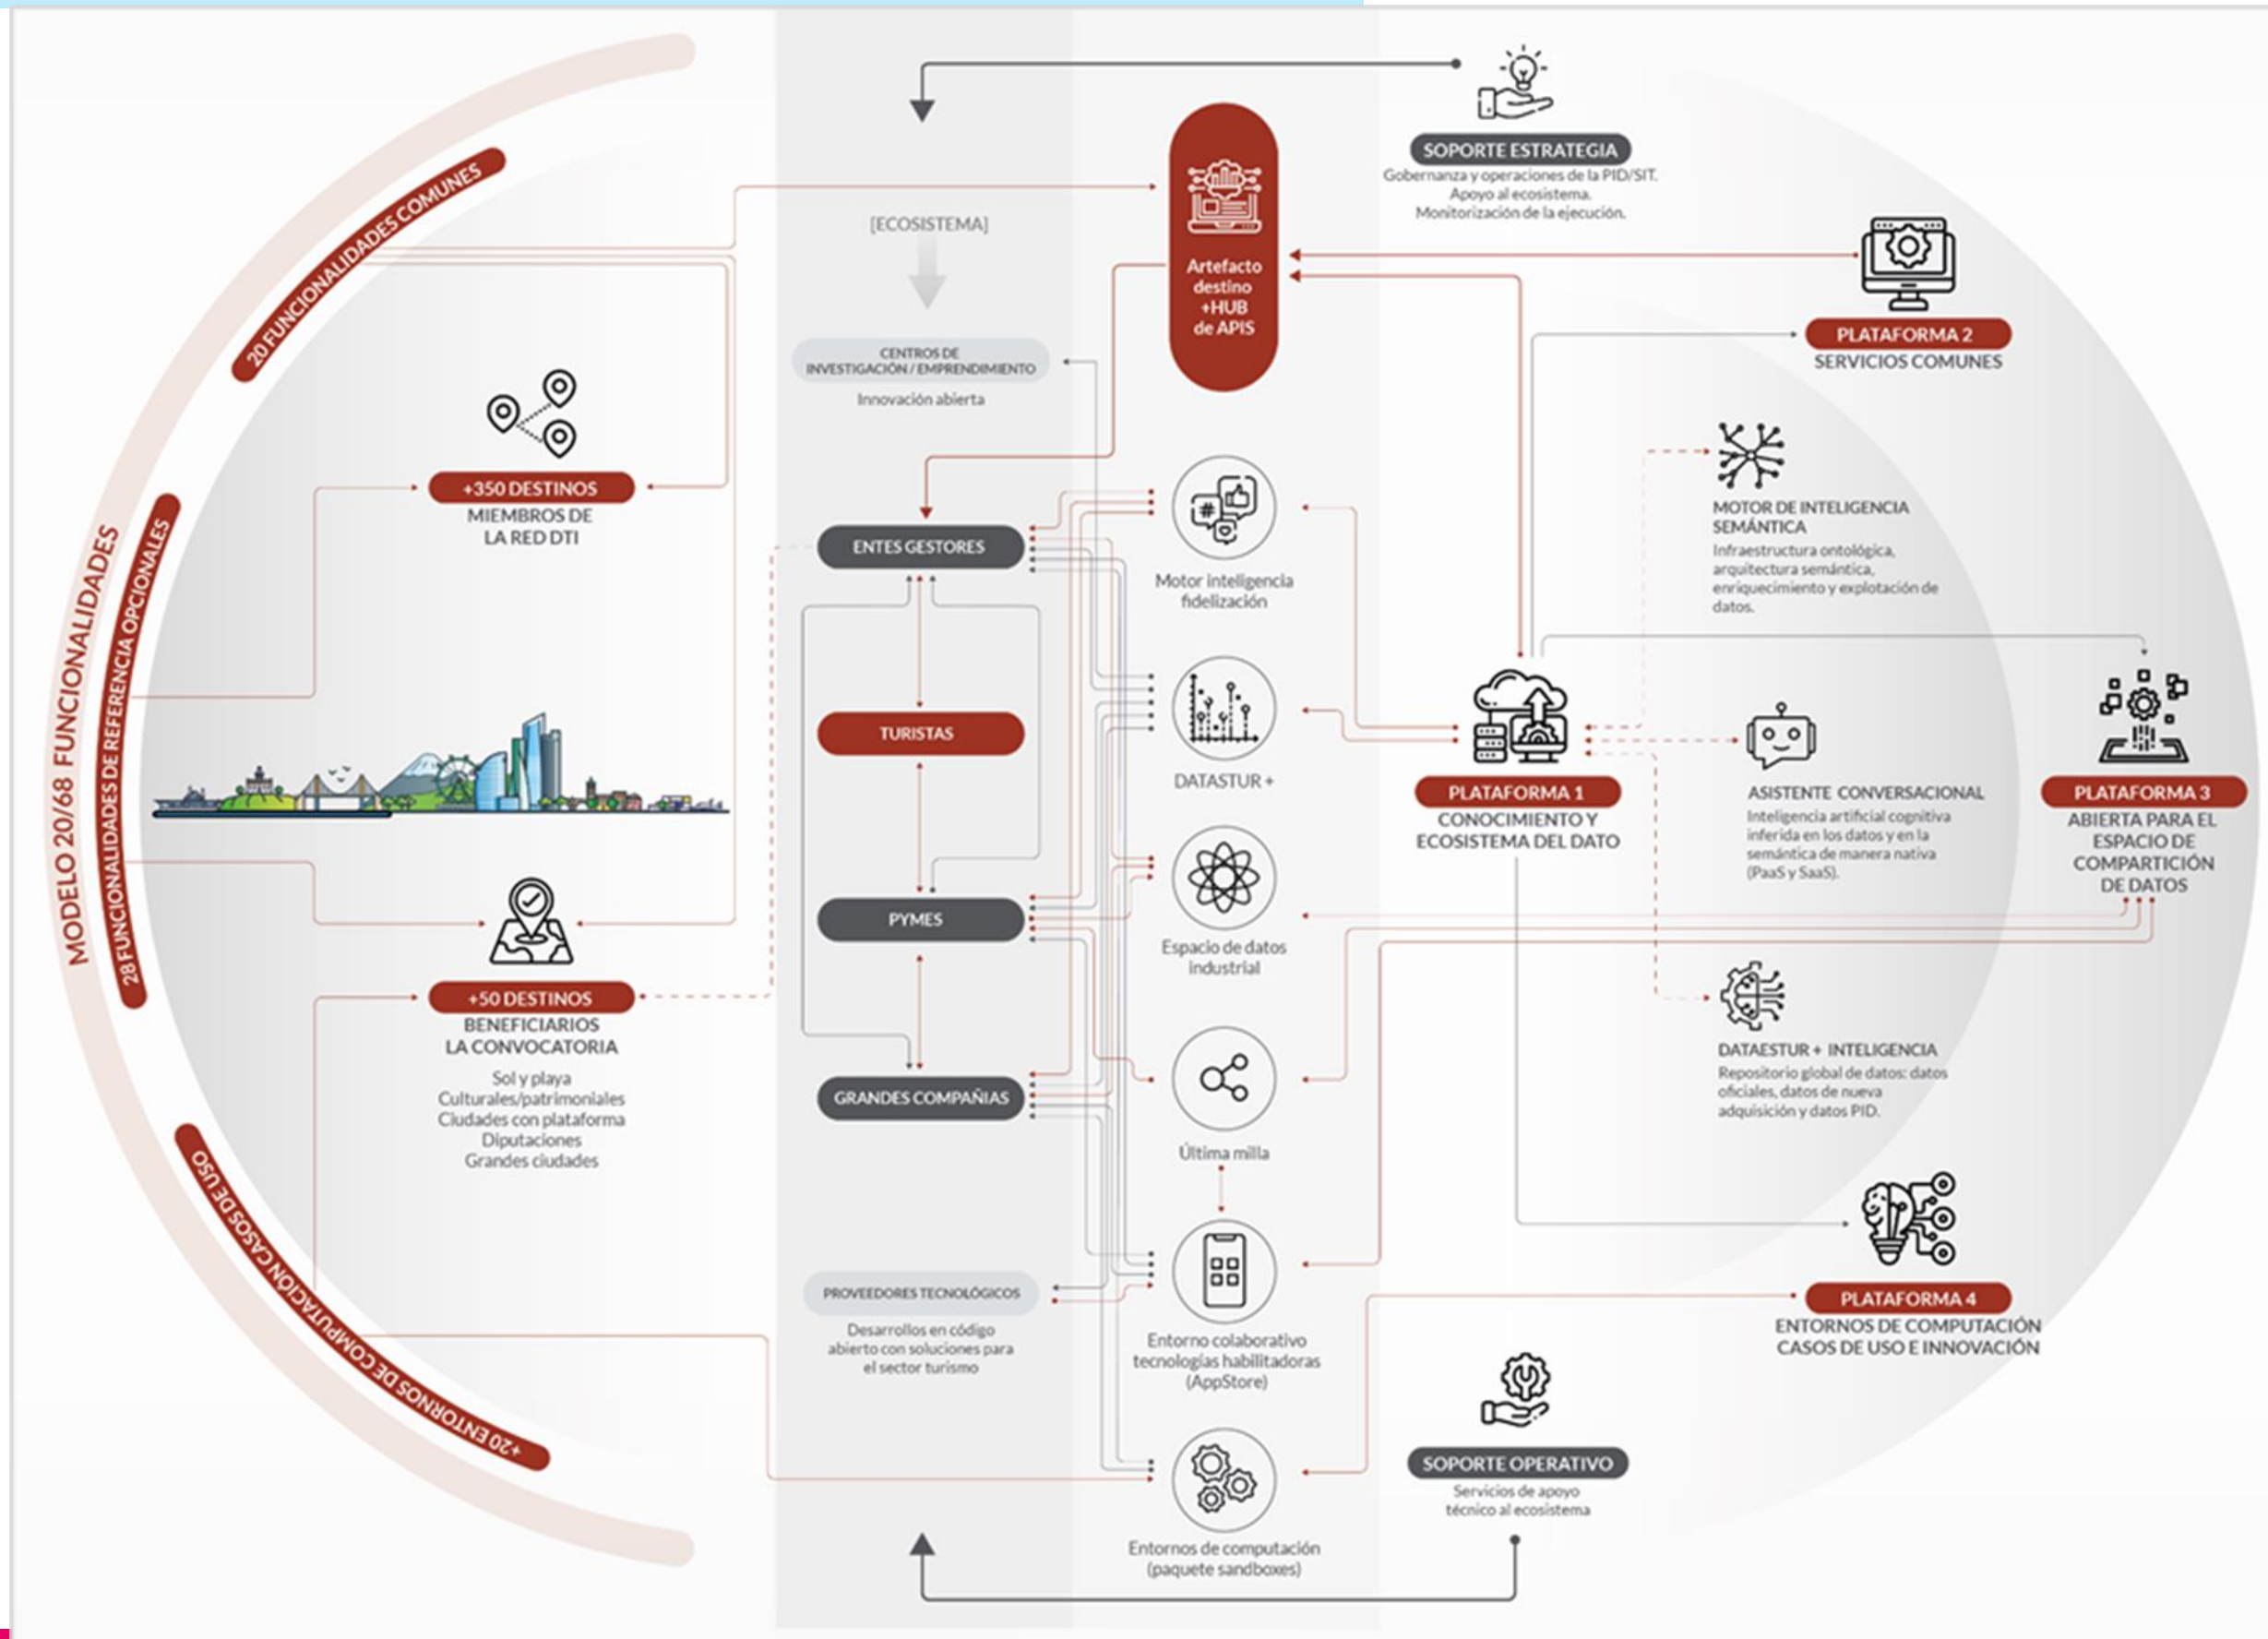 MODELO 20/68 FUNCIONALIDADES
20 FUNCIONALIDADES COMUNES
28 FUNCIONALIDADES DE REFERENCIA OPCIONALES
+20 ENTORNOS DE COMPUTACIÓN CASOS DE USO
+350 DESTINOS
MIEMBROS DE
LA RED DTI
+50 DESTINOS
BENEFICIARIOS
LA CONVOCATORIA
Sol y playa
Culturales/patrimoniales
Ciudades con plataforma
Diputaciones
Grandes ciudades
[ECOSISTEMA]
CENTROS DE
INVESTIGACIÓN / EMPRENDIMIENTO
Innovación abierta
ENTES GESTORES
TURISTAS
PYMES
GRANDES COMPAÑIAS
PROVEEDORES TECNOLÓGICOS
Desarrollos en código
abierto con soluciones para
el sector turismo
Artefacto
destino
+HUB
de APIS
#
Motor inteligencia
fidelización
DATASTUR +
Espacio de datos
industrial
Última milla
Entorno colaborativo
tecnologías habilitadoras
(AppStore)
Entornos de computación
(paquete sandboxes)
SOPORTE ESTRATEGIA
Gobernanza y operaciones de la PID/SIT.
Apoyo al ecosistema.
Monitorización de la ejecución.
PLATAFORMA 2
SERVICIOS COMUNES
MOTOR DE INTELIGENCIA
SEMÁNTICA
Infraestructura ontológica,
arquitectura semántica,
enriquecimiento y explotación de
datos.
PLATAFORMA 1
CONOCIMIENTO Y
ECOSISTEMA DEL DATO
ASISTENTE CONVERSACIONAL
Inteligencia artificial cognitiva
inferida en los datos y en la
semántica de manera nativa
(PaaS y SaaS).
PLATAFORMA 3
ABIERTA PARA EL
ESPACIO DE
COMPARTICIÓN
DE DATOS
DATAESTUR + INTELIGENCIA
Repositorio global de datos: datos
oficiales, datos de nueva
adquisición y datos PID.
PLATAFORMA 4
ENTORNOS DE COMPUTACIÓN
CASOS DE USO E INNOVACIÓN
SOPORTE OPERATIVO
Servicios de apoyo
técnico al ecosistema